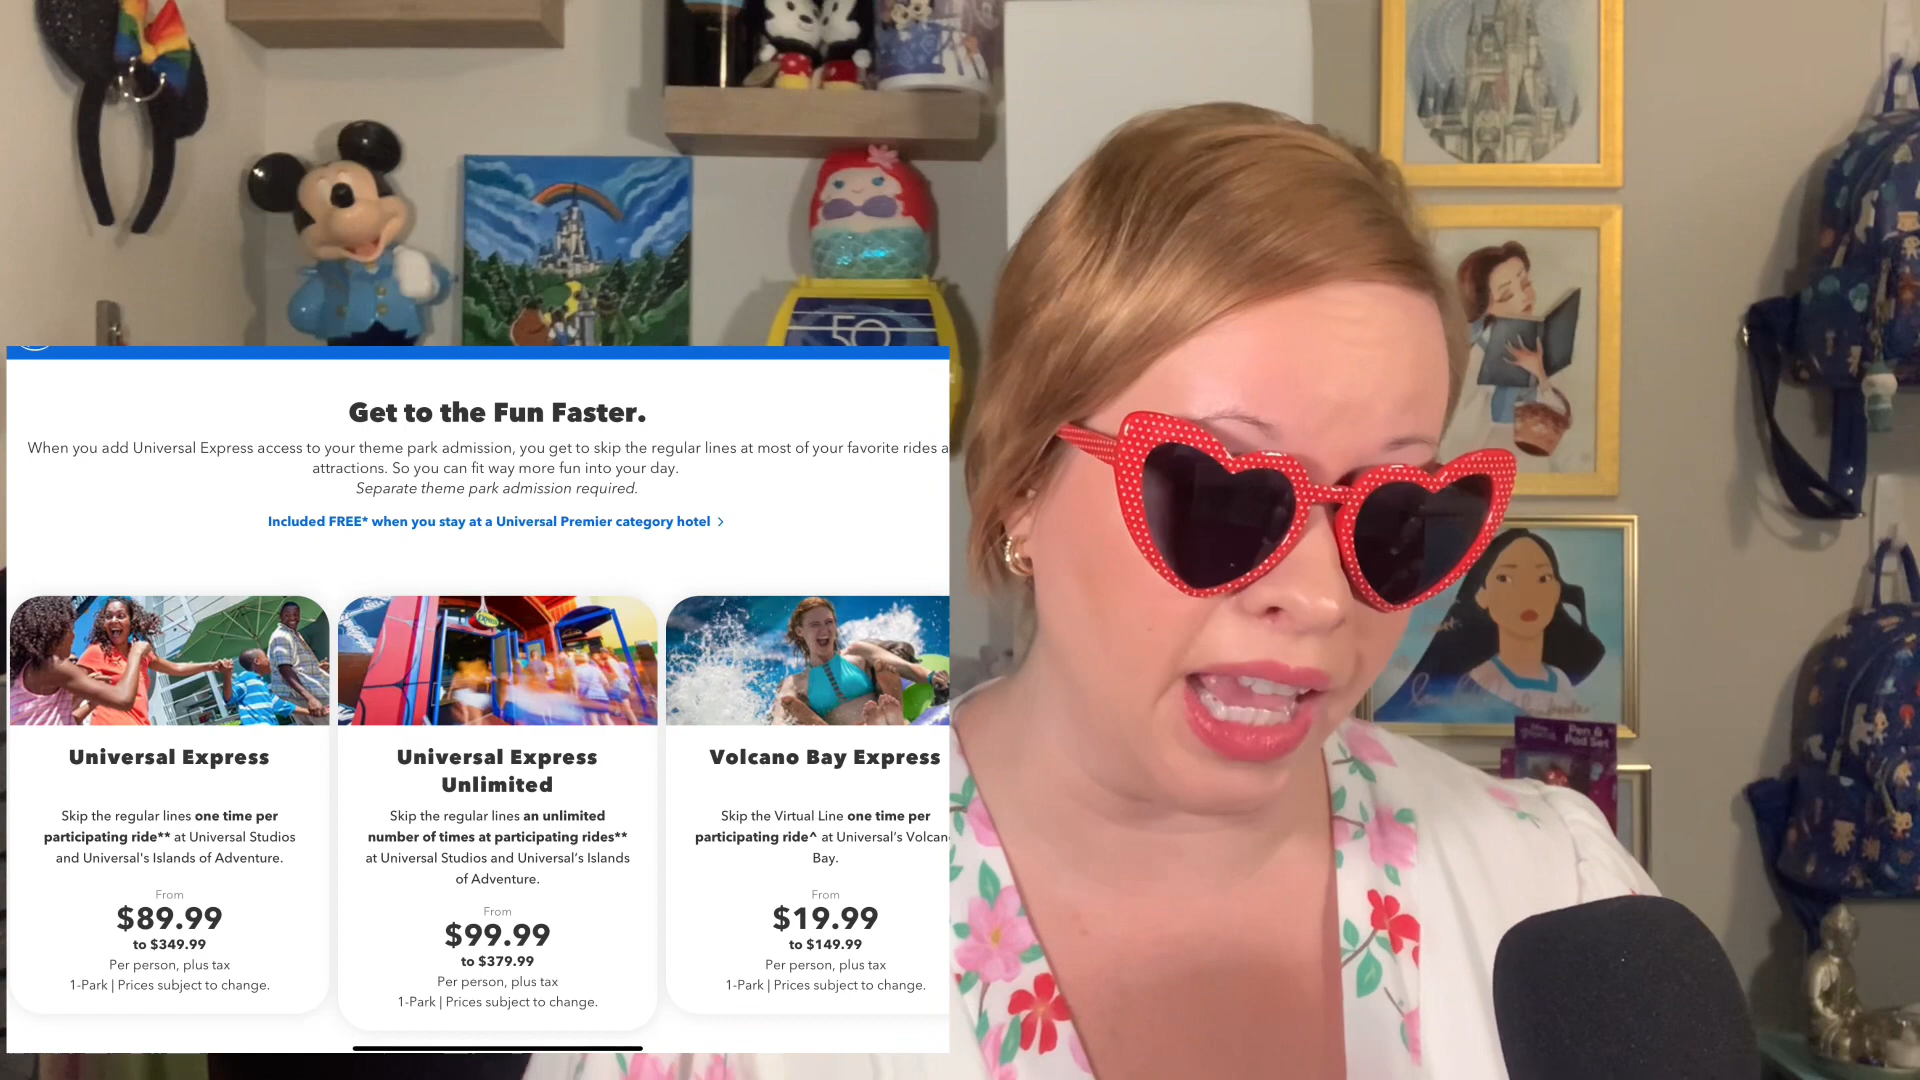 50
Pen &
Pad Set
Get to the Fun Faster.
When you add Universal Express access to your theme park admission, you get to skip the regular lines at most of your favorite rides a
attractions. So you can fit way more fun into your day.
Separate theme park admission required.
Included FREE* when you stay at a Universal Premier category hotel >
Universal Express
Skip the regular lines one time per
participating ride** at Universal Studios
and Universal's Islands of Adventure.
From
$89.99
to $349.99
Per person, plus tax
1-Park | Prices subject to change.
Universal Express
Unlimited
Skip the regular lines an unlimited
number of times at participating rides**
at Universal Studios and Universal's Islands
of Adventure.
From
$99.99
to $379.99
Per person, plus tax
1-Park | Prices subject to change.
Volcano Bay Express
Skip the Virtual Line one time per
participating ride^ at Universal's Volcan
Bay.
From
$19.99
to $149.99
Per person, plus tax
1-Park | Prices subject to change.